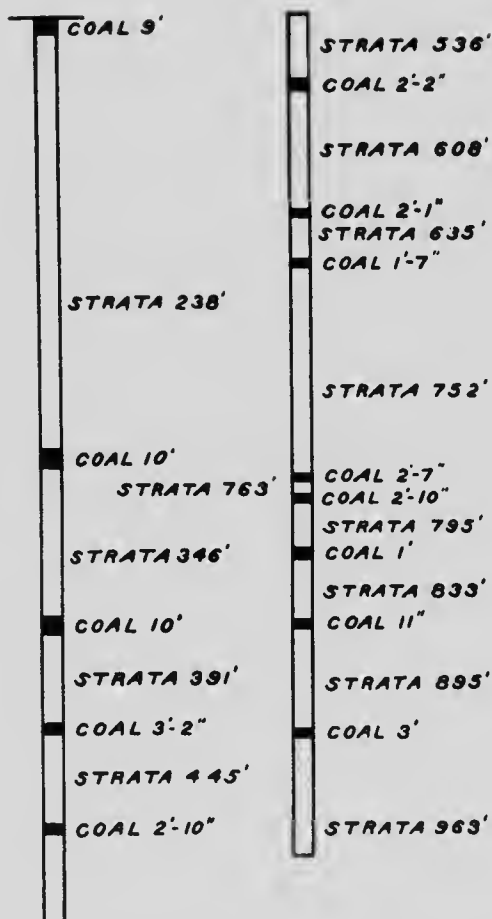 COAL 9'
STRATA 238'
COAL 10'
STRATA 346'
COAL 10'
STRATA 391'
COAL 3'-2"
STRATA 445'
COAL 2'-10"
STRATA 536'
COAL 2'-2"
STRATA 608'
COAL 2'-1"
STRATA 635'
COAL 1'-7"
STRATA 752'
COAL 2'-7"
STRATA 763'
COAL 2'-10"
STRATA 795'
COAL 1'
STRATA 833'
COAL 11"
STRATA 895'
COAL 3'
STRATA 963'